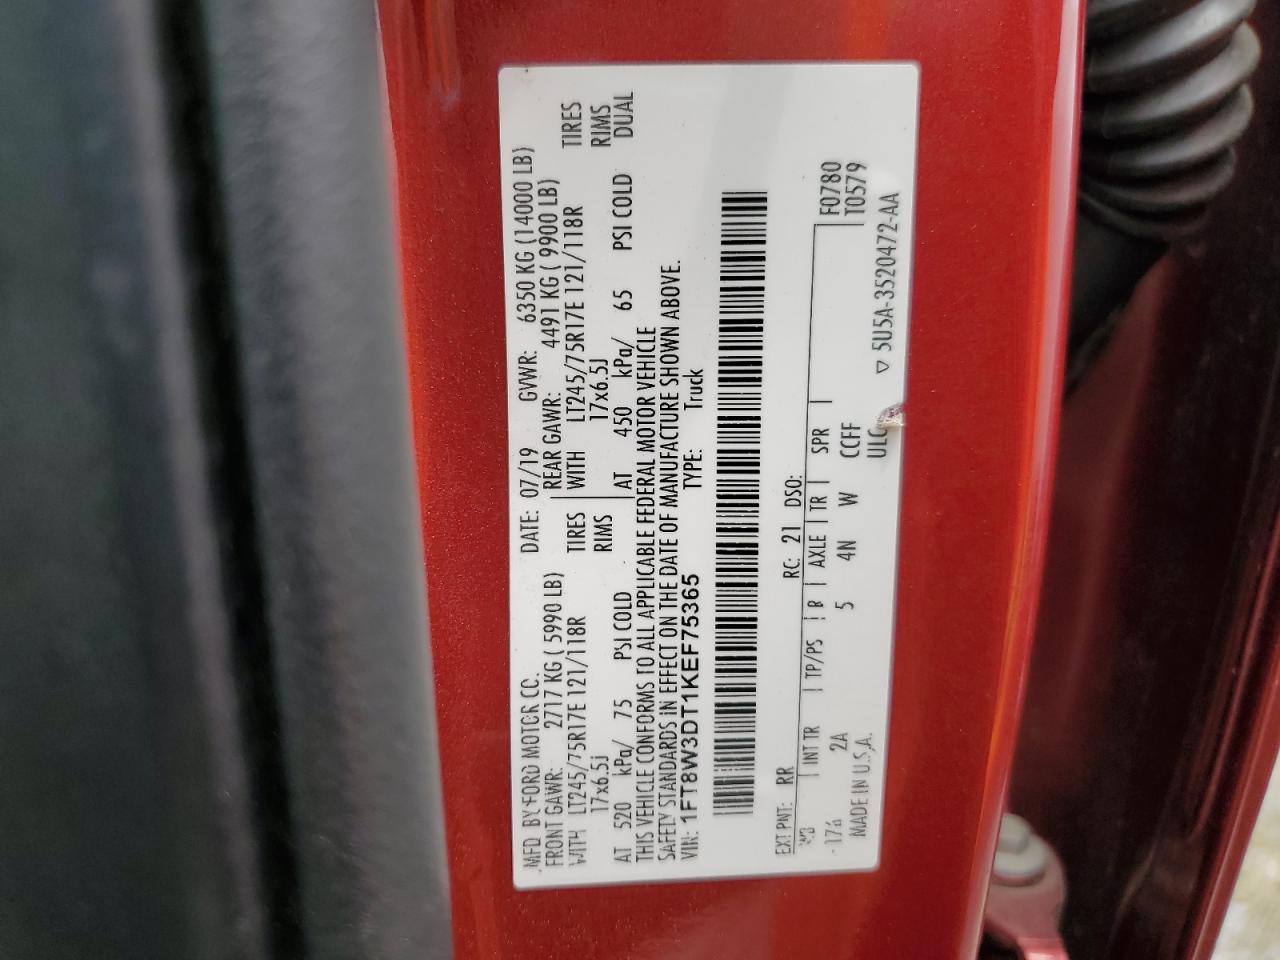 MFD BY FORD MOTOR CO. DATE: 07/19 GVWR: 6350 KG (14000 LB)
FRONT GAWR: 2717 KG ( 5990 LB) REAR GAWR: 4491 KG ( 9900 LB)
WITH LT245/75R17E 121/118R TIRES WITH LT245/75R17E 121/118R TIRES
17x6.5J RIMS 17x6.5J RIMS
AT 520 kPa/ 75 PSI COLD AT 450 kPa/ 65 PSI COLD DUAL
THIS VEHICLE CONFORMS TO ALL APPLICABLE FEDERAL MOTOR VEHICLE
SAFETY STANDARDS IN EFFECT ON THE DATE OF MANUFACTURE SHOWN ABOVE.
VIN: 1FT8W3DT1KEF75365 TYPE: Truck
EXT PNT: RR RC: 21 DSO:
WB INT TR TP/PS B AXLE TR SPR F0780
176 2A 5 4N W CCFF T0579
MADE IN U.S.A. ULC ▽ 5U5A-3520472-AA